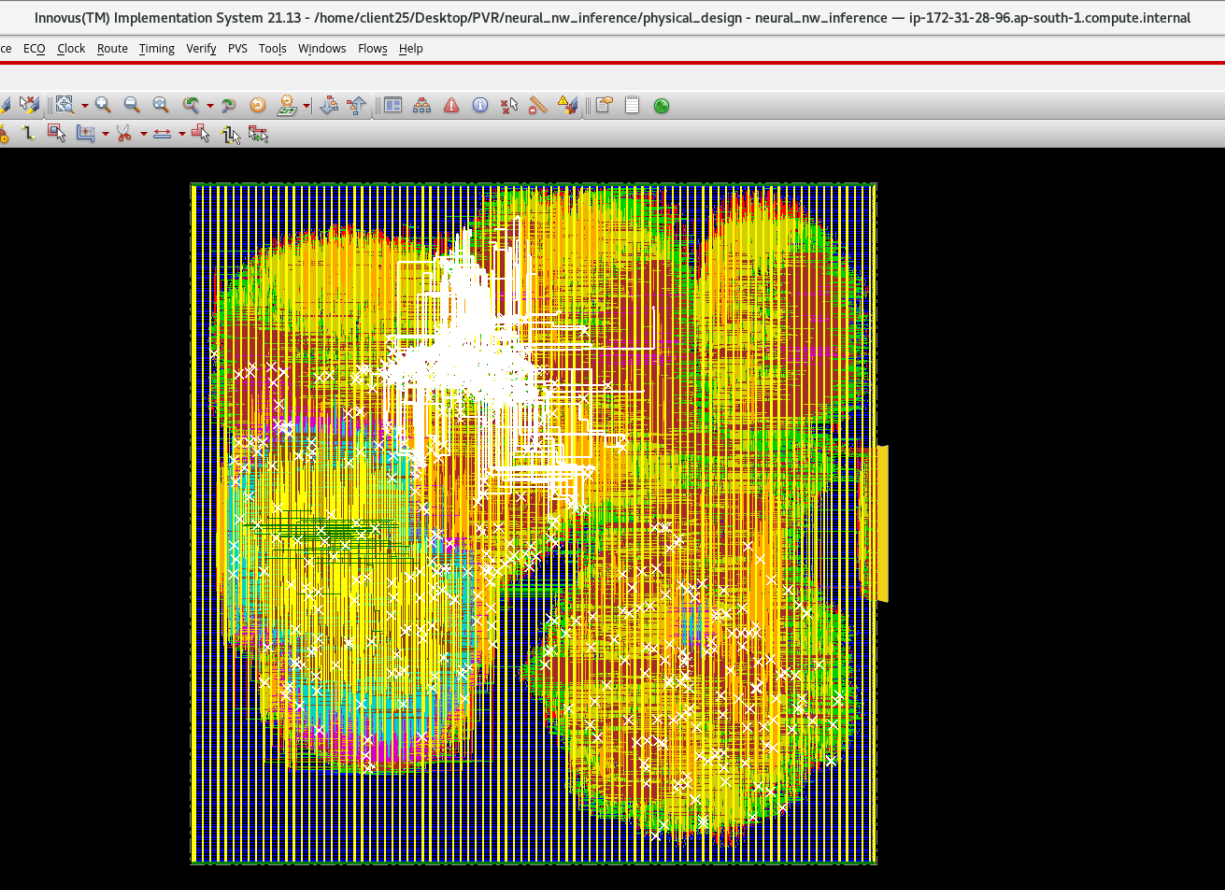 Innovus(TM) Implementation System 21.13 - /home/client25/Desktop/PVR/neural_nw_inference/physical_design - neural_nw_inference — ip-172-31-28-96.ap-south-1.compute.internal
ce ECO Clock Route Timing Verify PVS Tools Windows Flows Help